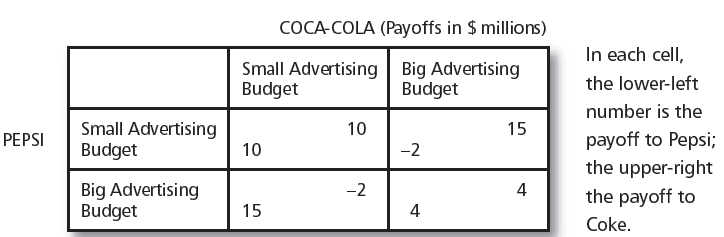 COCA-COLA (Payoffs in $ millions)
Small Advertising Budget
Big Advertising Budget
PEPSI
Small Advertising Budget
10
10
15
–2
Big Advertising Budget
–2
15
4
4
In each cell,
the lower-left
number is the
payoff to Pepsi;
the upper-right
the payoff to
Coke.